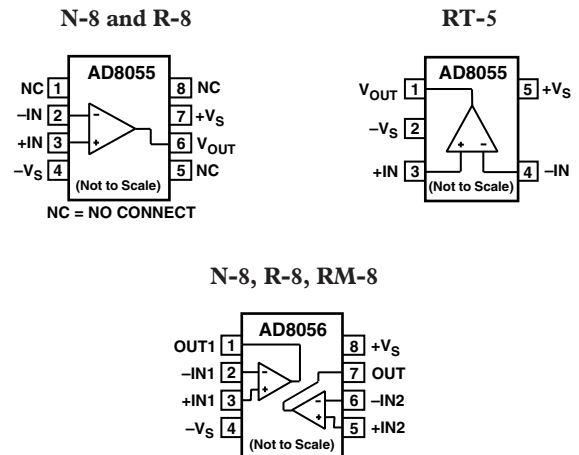 N-8 and R-8
AD8055
NC 1
8 NC
–IN 2
7 +VS
+IN 3
6 VOUT
–VS 4
5 NC
(Not to Scale)
NC = NO CONNECT
RT-5
AD8055
VOUT 1
5 +VS
–VS 2
+IN 3
4 –IN
(Not to Scale)
N-8, R-8, RM-8
AD8056
OUT1 1
8 +VS
–IN1 2
7 OUT
+IN1 3
6 –IN2
–VS 4
5 +IN2
(Not to Scale)